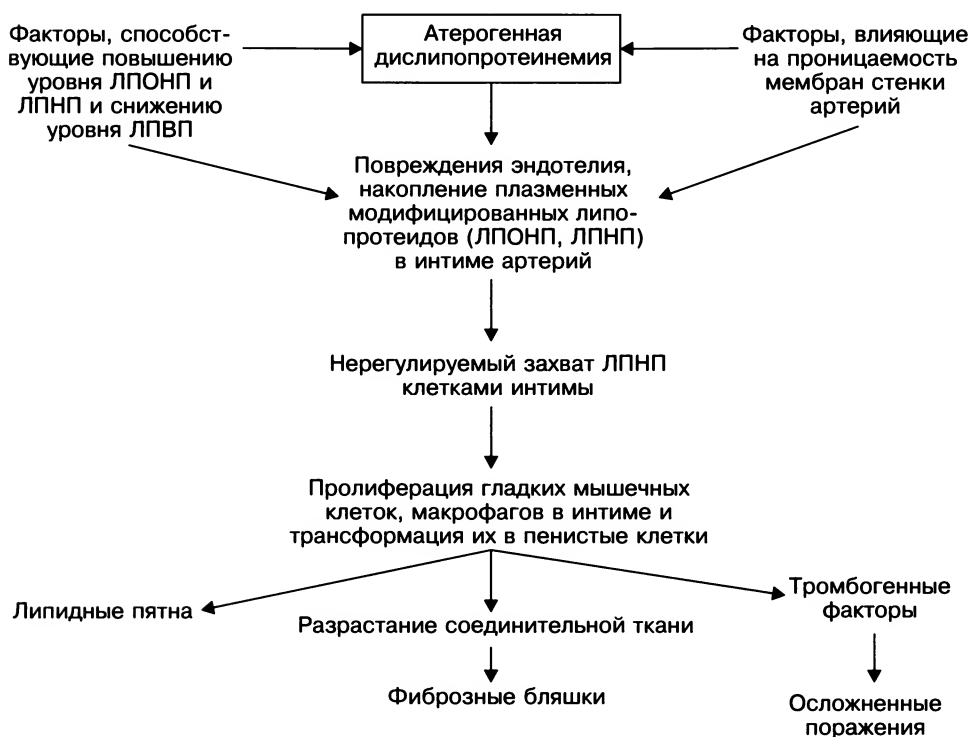 Факторы, способст-
вующие повышению
уровня ЛПОНП и
ЛПНП и снижению
уровня ЛПВП
Атерогенная
дислипопротеинемия
Факторы, влияющие
на проницаемость
мембран стенки
артерий
Повреждения эндотелия,
накопление плазменных
модифицированных липо-
протеидов (ЛПОНП, ЛПНП)
в интиме артерий
Нерегулируемый захват ЛПНП
клетками интимы
Пролиферация гладких мышечных
клеток, макрофагов в интиме и
трансформация их в пенистые клетки
Липидные пятна
Разрастание соединительной ткани
Фиброзные бляшки
Тромбогенные
факторы
Осложненные
поражения